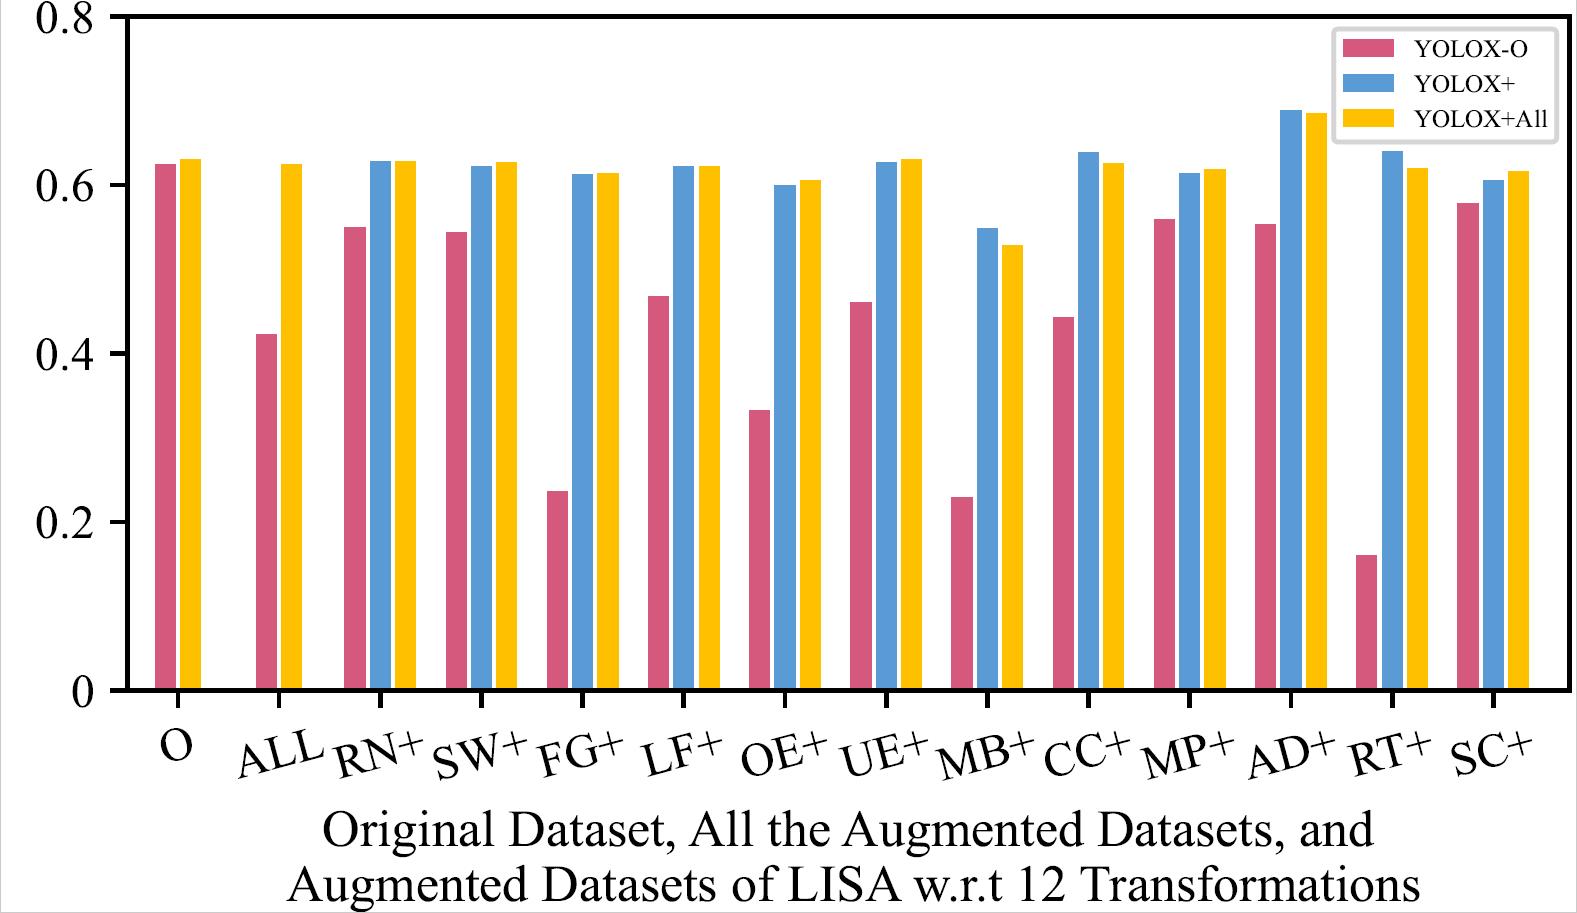 0.8
0.6
0.4
0.2
0
YOLOX-O
YOLOX+
YOLOX+All
O ALL RN+ SW+ FG+ LF+ OE+ UE+ MB+ CC+ MP+ AD+ RT+ SC+
Original Dataset, All the Augmented Datasets, and
Augmented Datasets of LISA w.r.t 12 Transformations